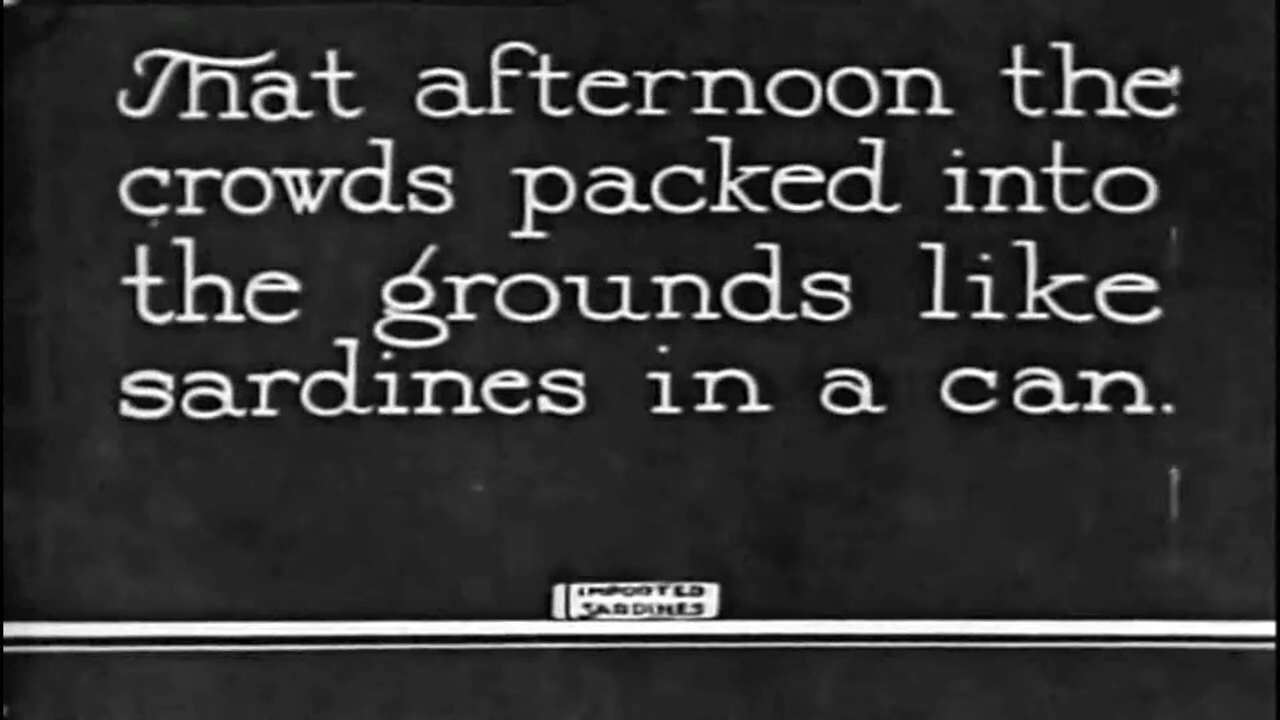 That afternoon the
crowds packed into
the grounds like
sardines in a can.
IMPORTED
SARDINES